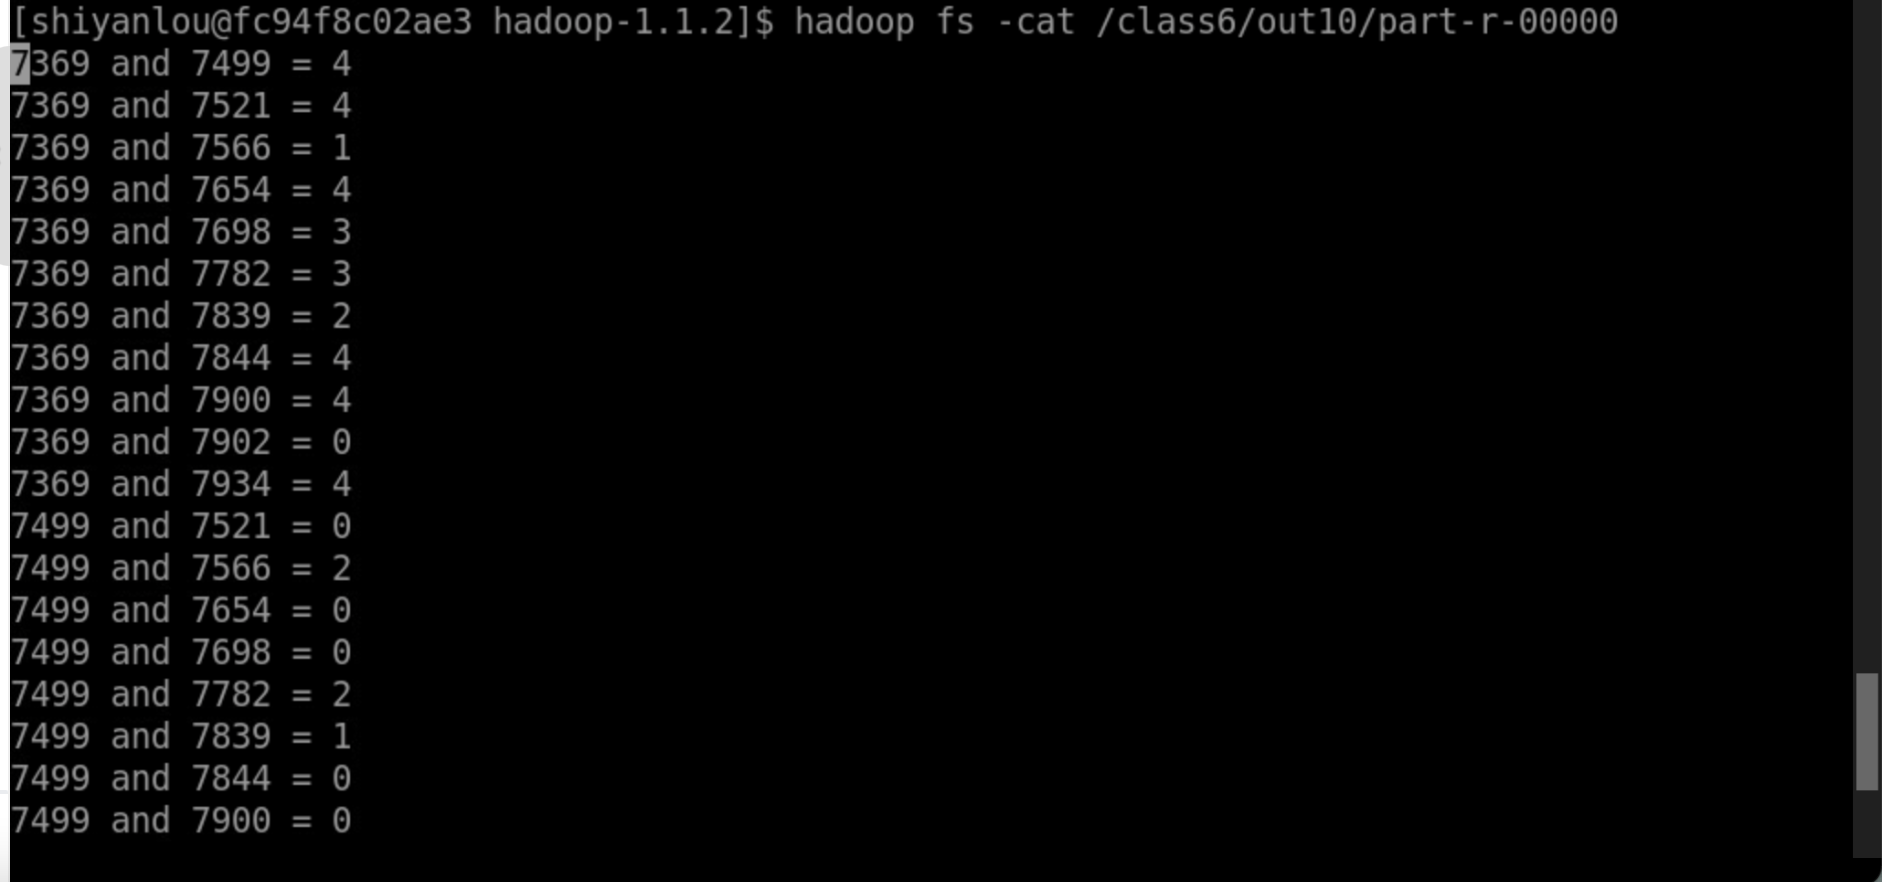 [shiyanlou@fc94f8c02ae3 hadoop-1.1.2]$ hadoop fs -cat /class6/out10/part-r-00000
7369 and 7499 = 4
7369 and 7521 = 4
7369 and 7566 = 1
7369 and 7654 = 4
7369 and 7698 = 3
7369 and 7782 = 3
7369 and 7839 = 2
7369 and 7844 = 4
7369 and 7900 = 4
7369 and 7902 = 0
7369 and 7934 = 4
7499 and 7521 = 0
7499 and 7566 = 2
7499 and 7654 = 0
7499 and 7698 = 0
7499 and 7782 = 2
7499 and 7839 = 1
7499 and 7844 = 0
7499 and 7900 = 0